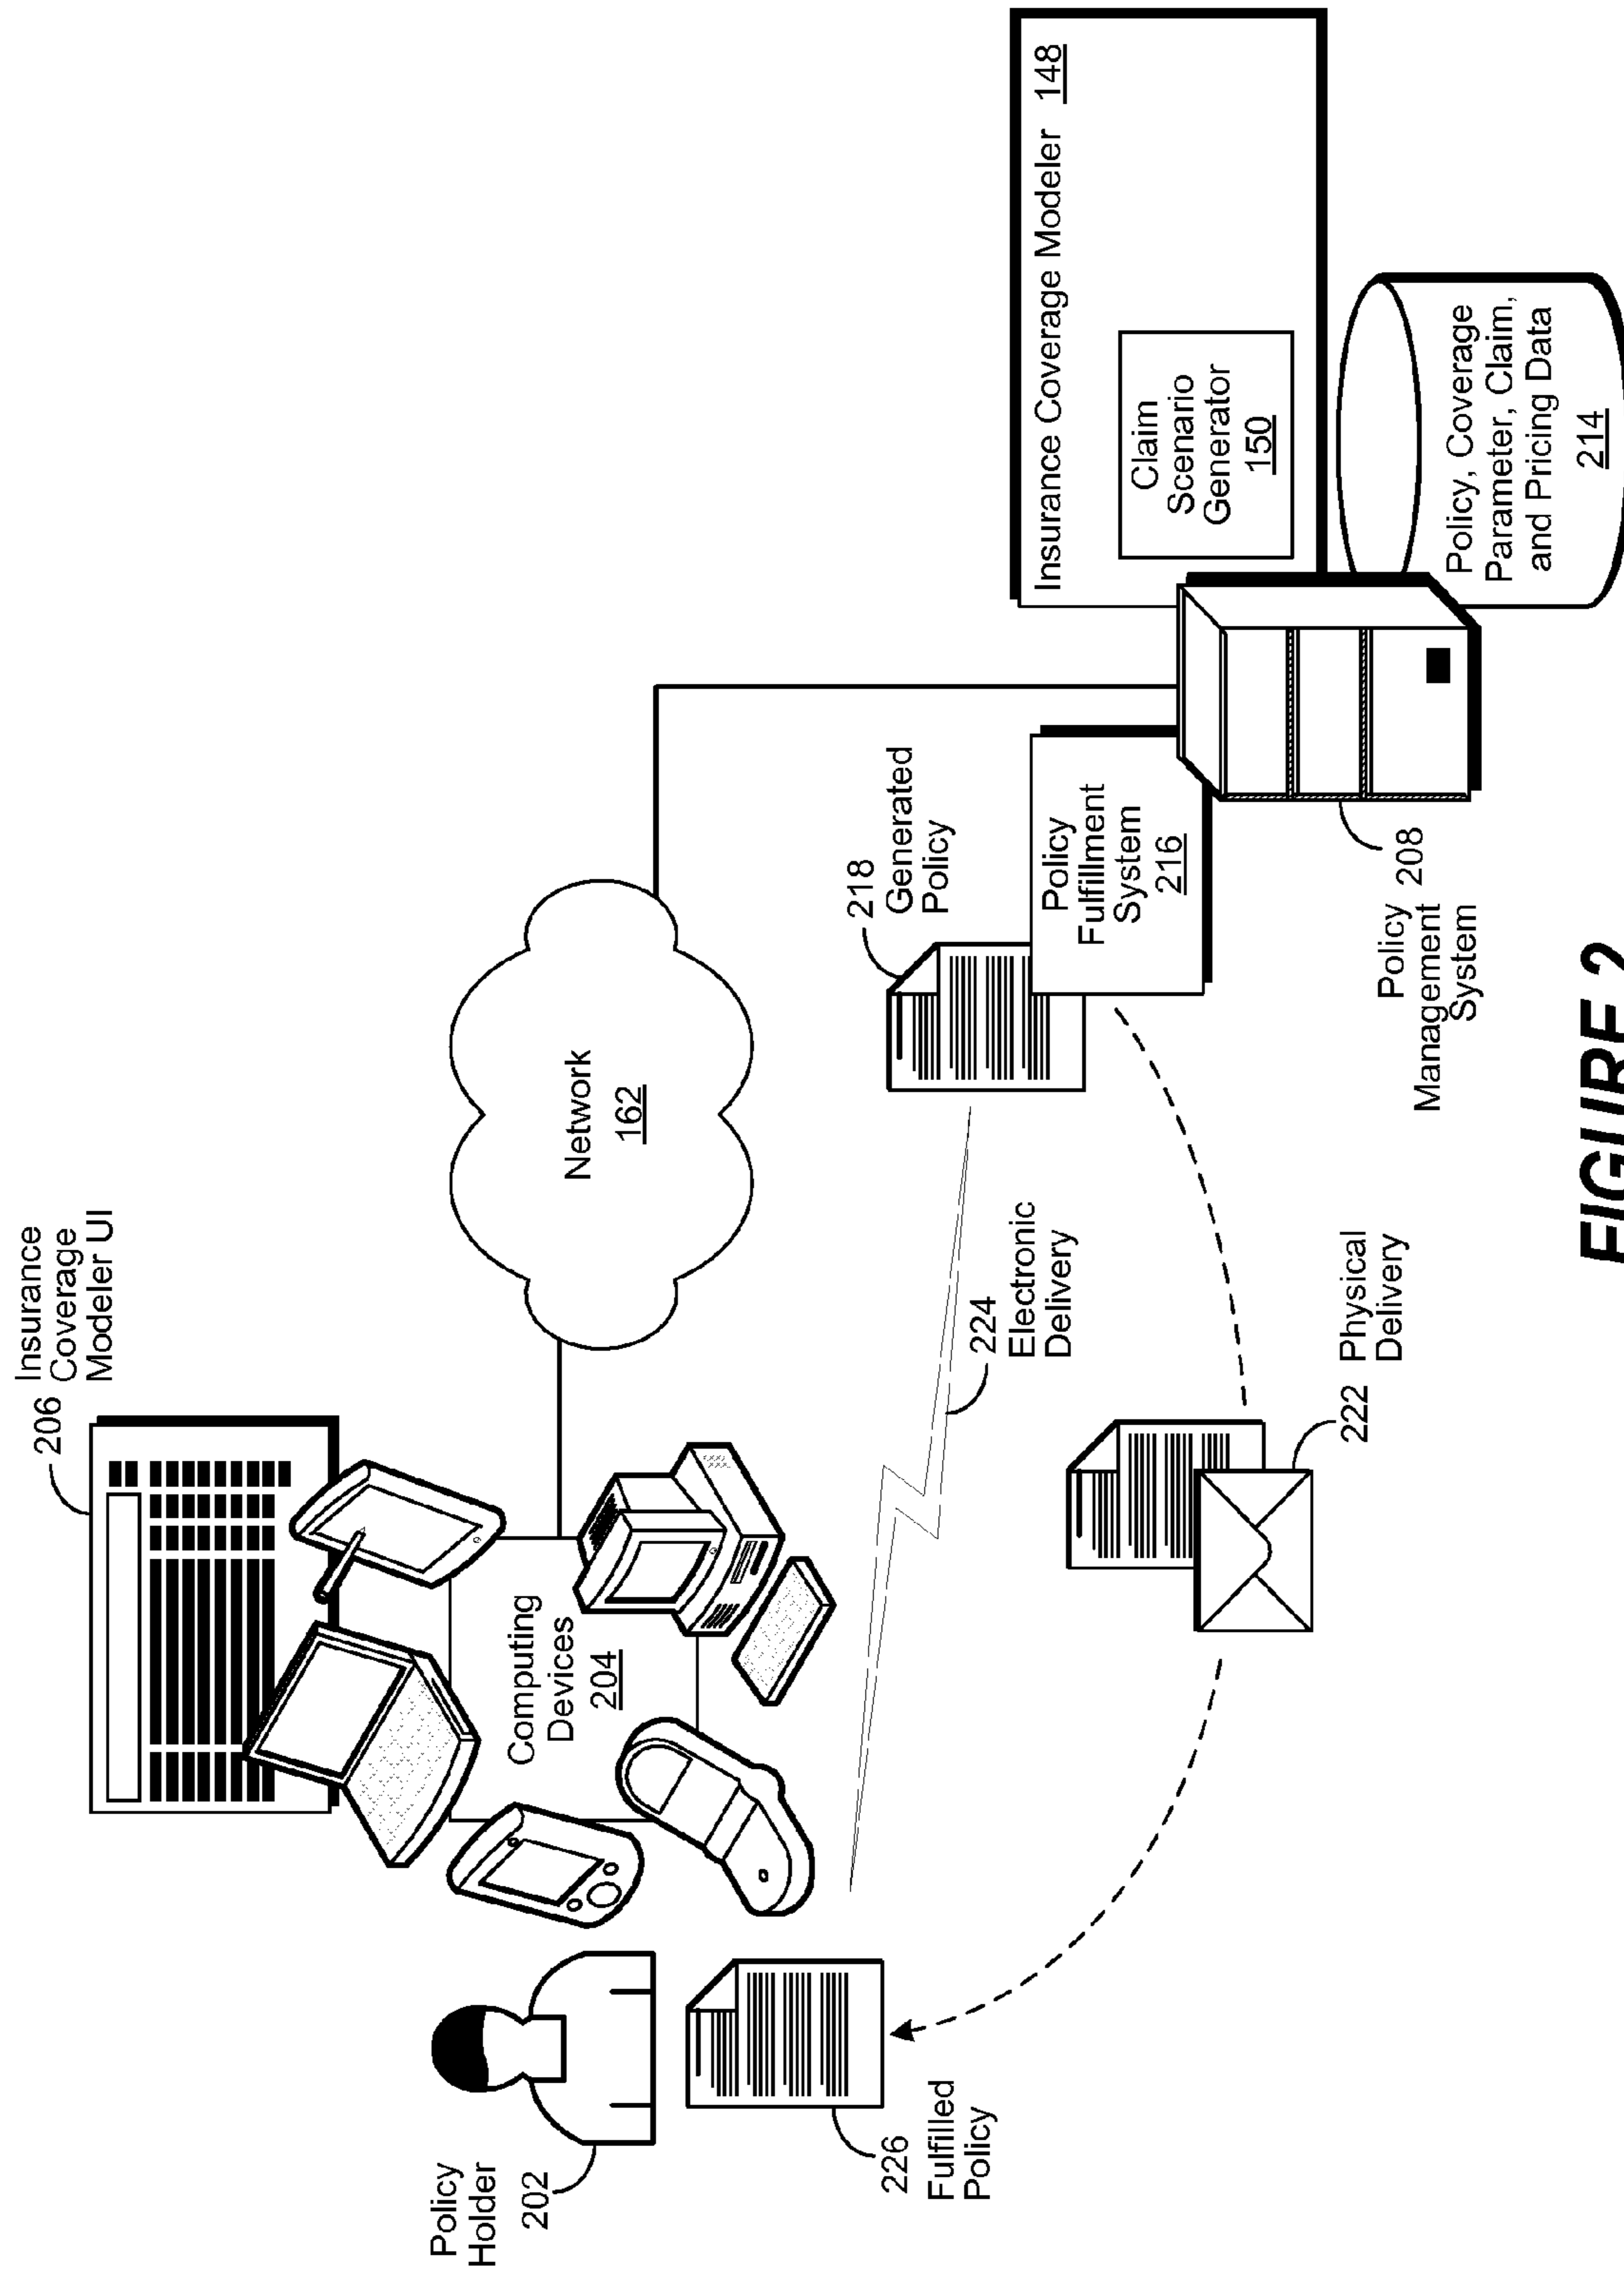 206 Insurance
Coverage
Modeler UI
Policy
Holder
202
Computing
Devices
204
Network
162
226
Fulfilled
Policy
224
Electronic
Delivery
218
Generated
Policy
Policy
Fulfillment
System
216
Insurance Coverage Modeler 148
Claim
Scenario
Generator
150
222 Physical
Delivery
Policy 208
Management
System
Policy, Coverage
Parameter, Claim,
and Pricing Data
214
FIGURE 2